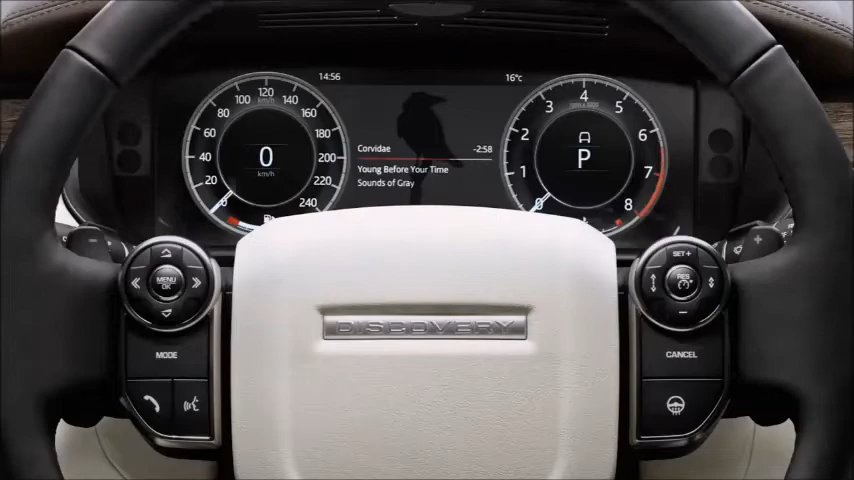 14:56
16°C
120
100
140
km/h
80
160
60
180
40
200
20
220
0
240
0
km/h
Corvidae
-2:58
Young Before Your Time
Sounds of Gray
4
3
5
2
6
1
7
0
8
P
DISCOVERY
MENU
OK
MODE
SET+
RES
CANCEL